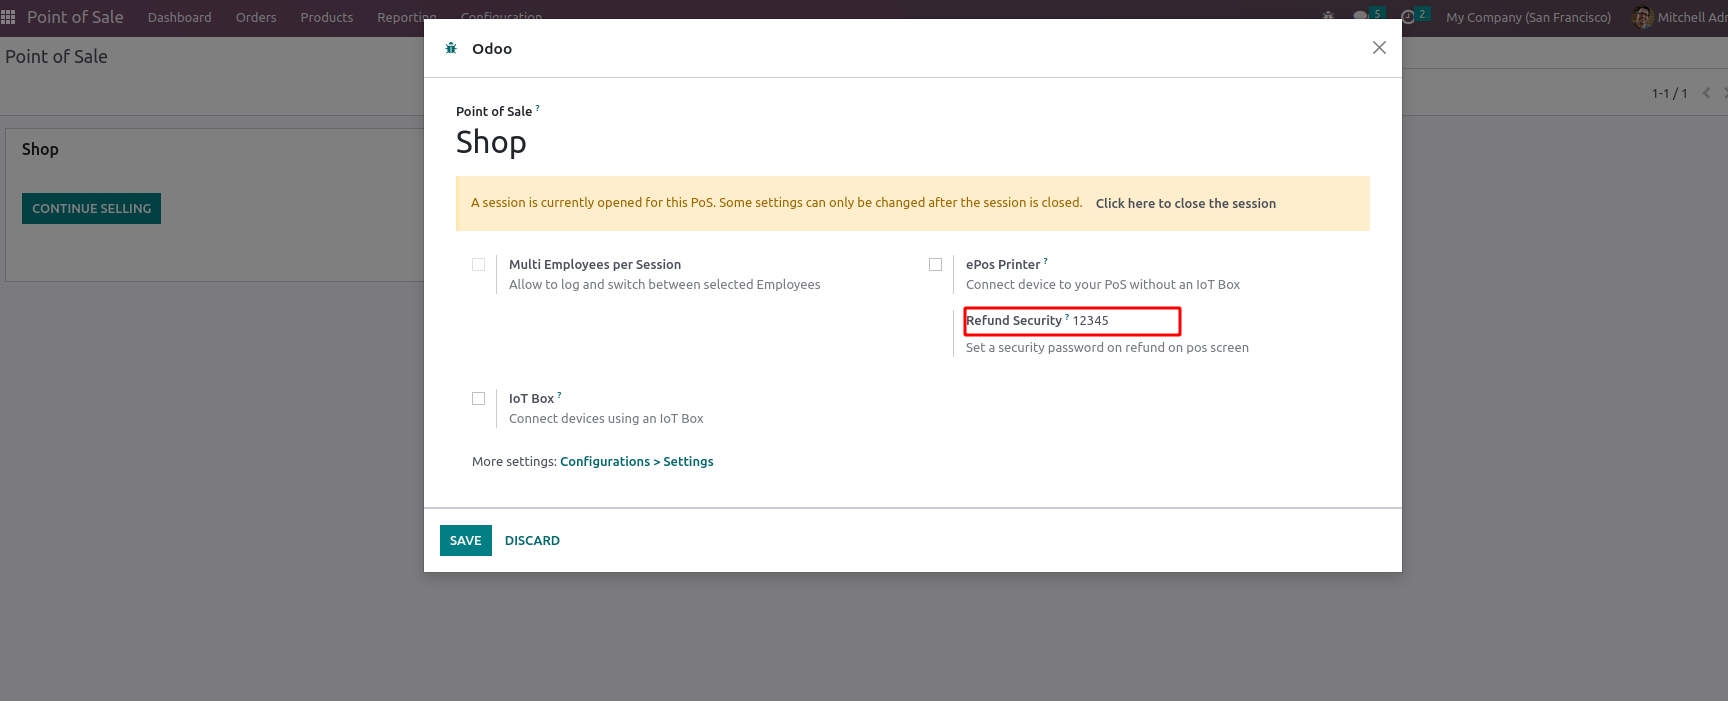 Point of Sale Dashboard Orders Products Reporting Configuration 5 2 My Company (San Francisco) Mitchell Adr
Point of Sale
1-1 / 1
Shop
CONTINUE SELLING
Odoo
Point of Sale ?
Shop
A session is currently opened for this PoS. Some settings can only be changed after the session is closed. Click here to close the session
Multi Employees per Session
Allow to log and switch between selected Employees
ePos Printer ?
Connect device to your PoS without an IoT Box
Refund Security ? 12345
Set a security password on refund on pos screen
IoT Box ?
Connect devices using an IoT Box
More settings: Configurations > Settings
SAVE DISCARD